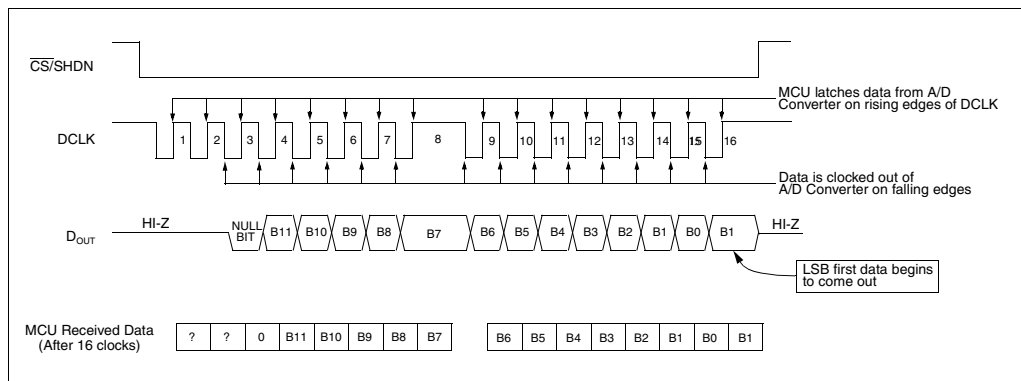 CS/SHDN
MCU latches data from A/D
Converter on rising edges of DCLK
DCLK
1 2 3 4 5 6 7 8 9 10 11 12 13 14 15 16
Data is clocked out of
A/D Converter on falling edges
HI-Z
DOUT
NULL
BIT
B11 B10 B9 B8 B7 B6 B5 B4 B3 B2 B1 B0 B1
HI-Z
LSB first data begins
to come out
MCU Received Data
(After 16 clocks)
? ? 0 B11 B10 B9 B8 B7 B6 B5 B4 B3 B2 B1 B0 B1